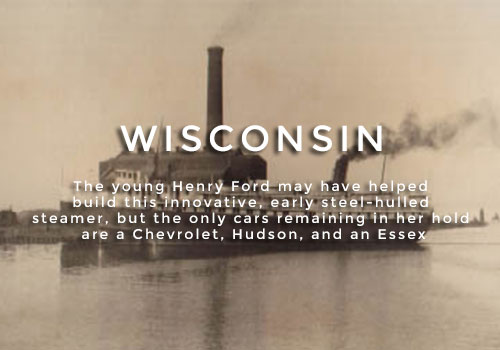 WISCONSIN
The young Henry Ford may have helped
build this innovative, early steel-hulled
steamer, but the only cars remaining in her hold
are a Chevrolet, Hudson, and an Essex